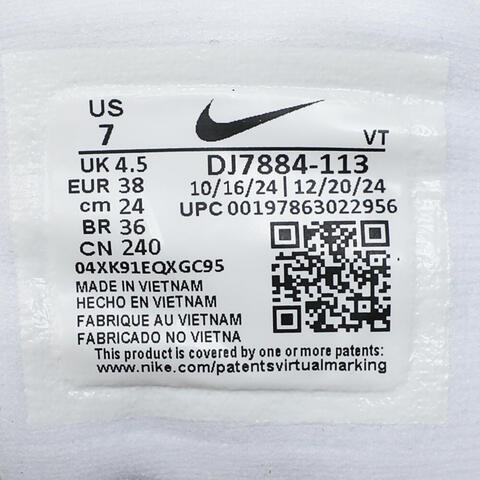 US
7
VT
UK 4.5
DJ7884-113
EUR 38
10/16/24 | 12/20/24
cm 24
UPC 00197863022956
BR 36
CN 240
04XK91EQXGC95
MADE IN VIETNAM
HECHO EN VIETNAM
FABRIQUE AU VIETNAM
FABRICADO NO VIETNA
This product is covered by one or more patents:
www.nike.com/patentsvirtualmarking